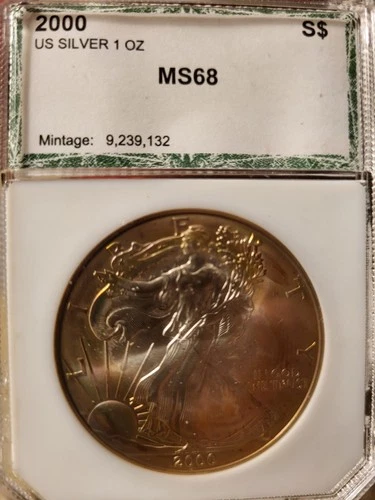 2000 S$
US SILVER 1 OZ
MS68
Mintage: 9,239,132
LIBERTY
IN GOD
WE TRUST
2000